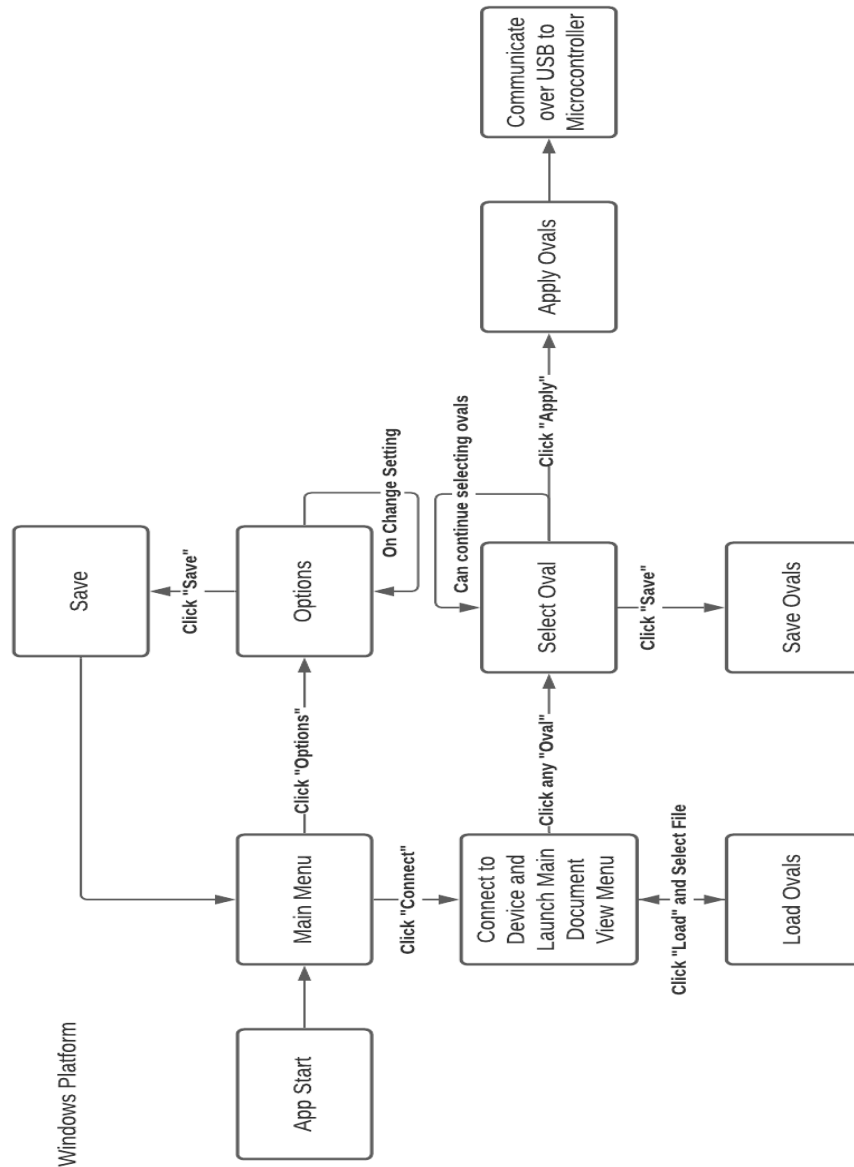 Windows Platform
App Start
Main Menu
Click "Options"
Options
On Change Setting
Click "Save"
Save
Click "Connect"
Connect to
Device and
Launch Main
Document
View Menu
Click "Load" and Select File
Load Ovals
Click any "Oval"
Select Oval
Can continue selecting ovals
Click "Save"
Save Ovals
Click "Apply"
Apply Ovals
Communicate
over USB to
Microcontroller